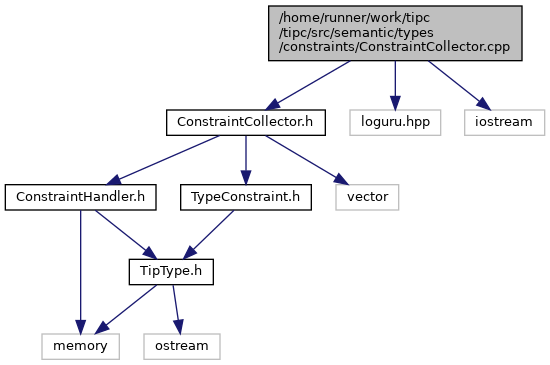 /home/runner/work/tipc
/tipc/src/semantic/types
/constraints/ConstraintCollector.cpp
ConstraintCollector.h
loguru.hpp
iostream
ConstraintHandler.h
TypeConstraint.h
vector
TipType.h
memory
ostream